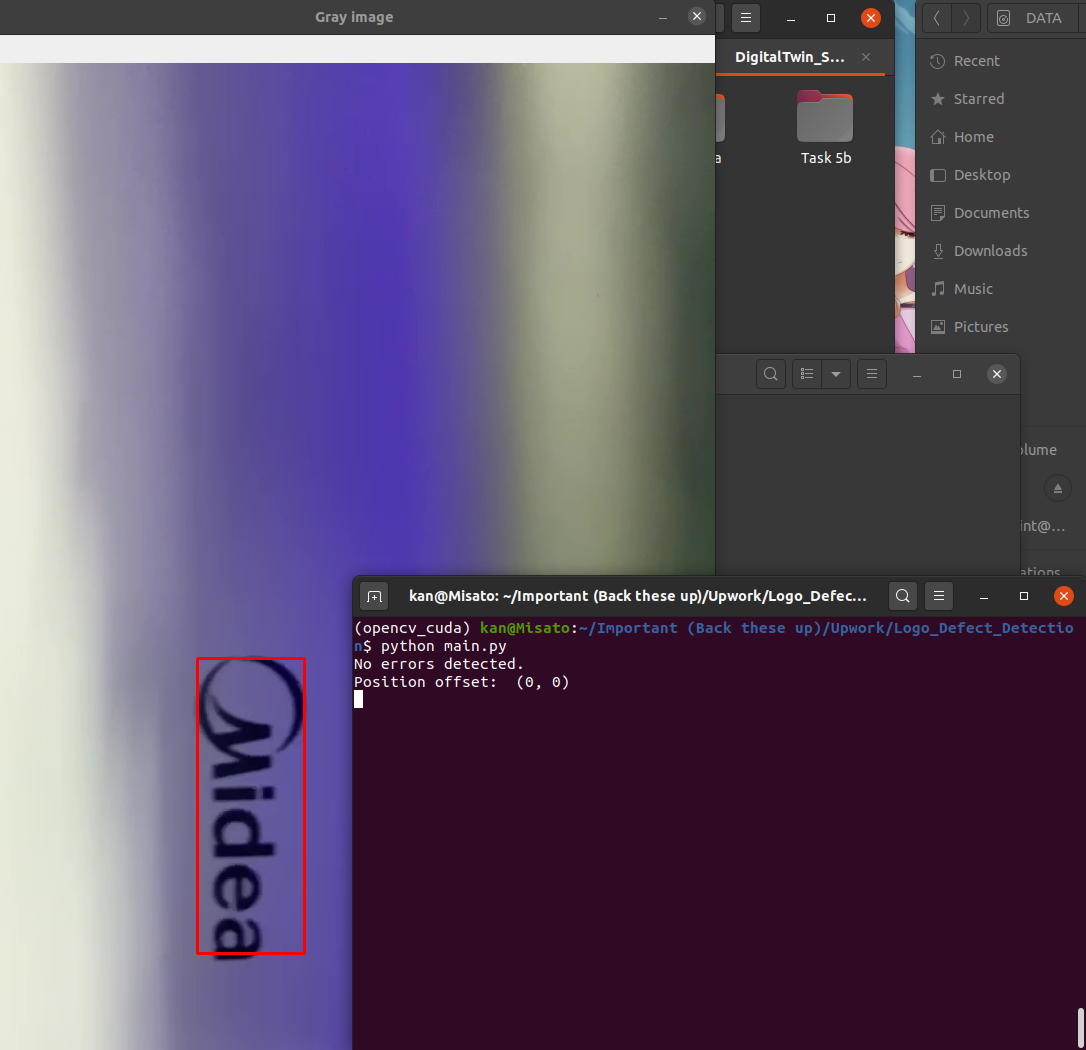 Gray image
DigitalTwin_S...
DATA
Recent
Starred
Task 5b
Home
Desktop
Documents
Downloads
Music
Pictures
olume
int@...
ations
kan@Misato: ~/Important (Back these up)/Upwork/Logo_Defec...
(opencv_cuda) kan@Misato:~/Important (Back these up)/Upwork/Logo_Defect_Detectio
n$ python main.py
No errors detected.
Position offset:  (0, 0)
Midea